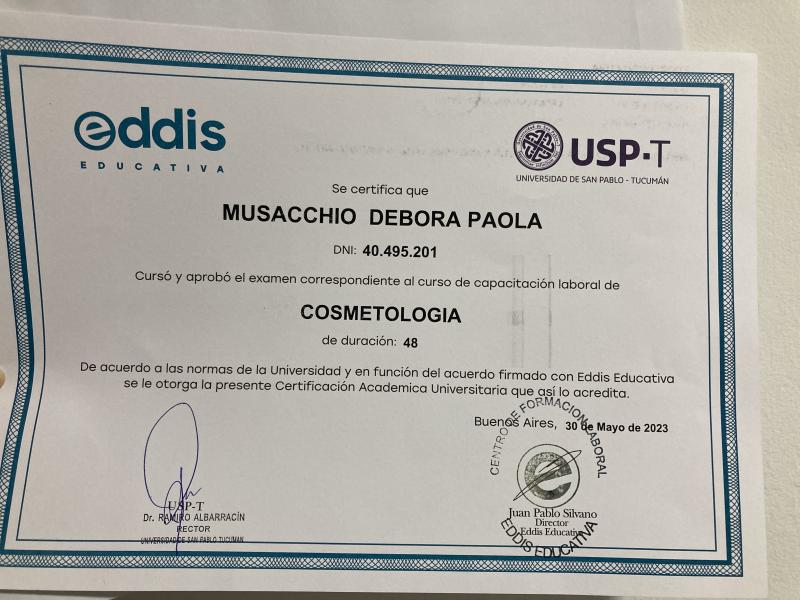 eddis
EDUCATIVA
USP-T
UNIVERSIDAD DE SAN PABLO - TUCUMÁN
Se certifica que
MUSACCHIO DEBORA PAOLA
DNI: 40.495.201
Cursó y aprobó el examen correspondiente al curso de capacitación laboral de
COSMETOLOGIA
de duración: 48
De acuerdo a las normas de la Universidad y en función del acuerdo firmado con Eddis Educativa
se le otorga la presente Certificación Academica Universitaria que así lo acredita.
Buenos Aires, 30 de Mayo de 2023
USP-T
Dr. RAMIRO ALBARRACÍN
RECTOR
UNIVERSIDAD DE SAN PABLO TUCUMAN
CENTRO DE FORMACION LABORAL
e
Juan Pablo Silvano
Director
Eddis Educativa
EDDIS EDUCATIVA